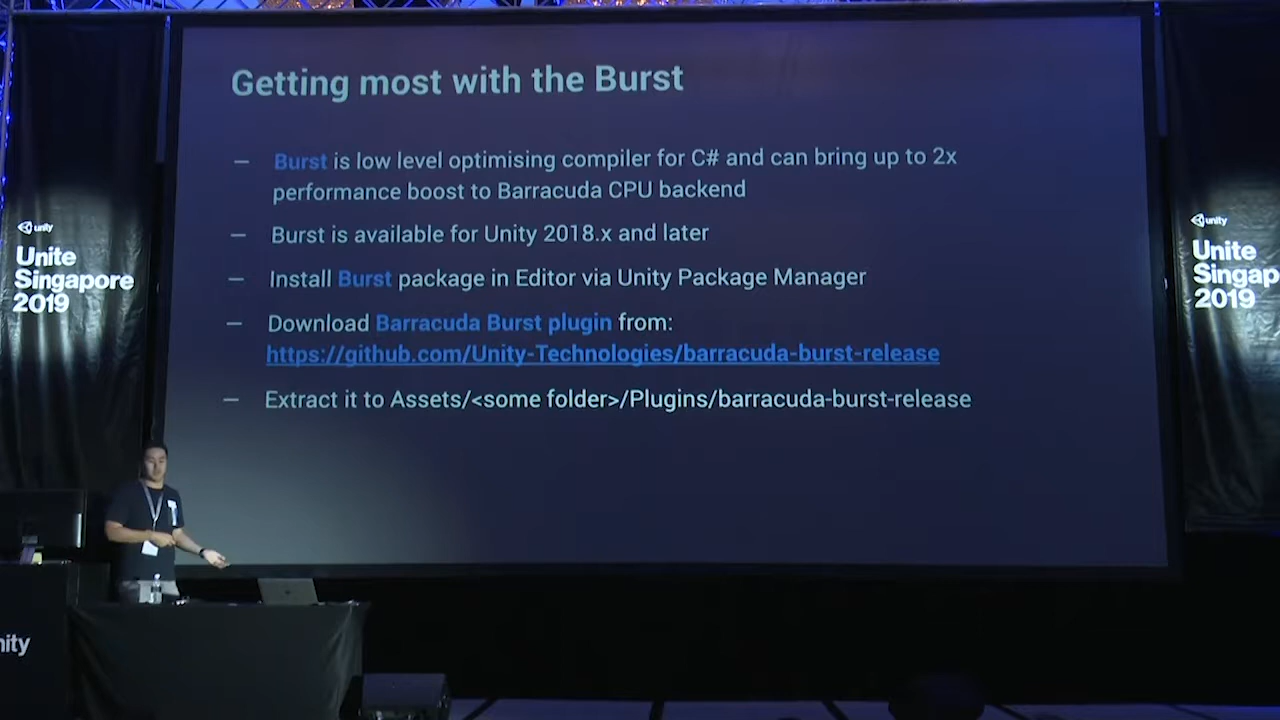 Getting most with the Burst
— Burst is low level optimising compiler for C# and can bring up to 2x
performance boost to Barracuda CPU backend
— Burst is available for Unity 2018.x and later
— Install Burst package in Editor via Unity Package Manager
— Download Barracuda Burst plugin from:
https://github.com/Unity-Technologies/barracuda-burst-release
— Extract it to Assets/<some folder>/Plugins/barracuda-burst-release
unity
Unite
Singapore
2019
unity
Unite
Singap
2019
nity